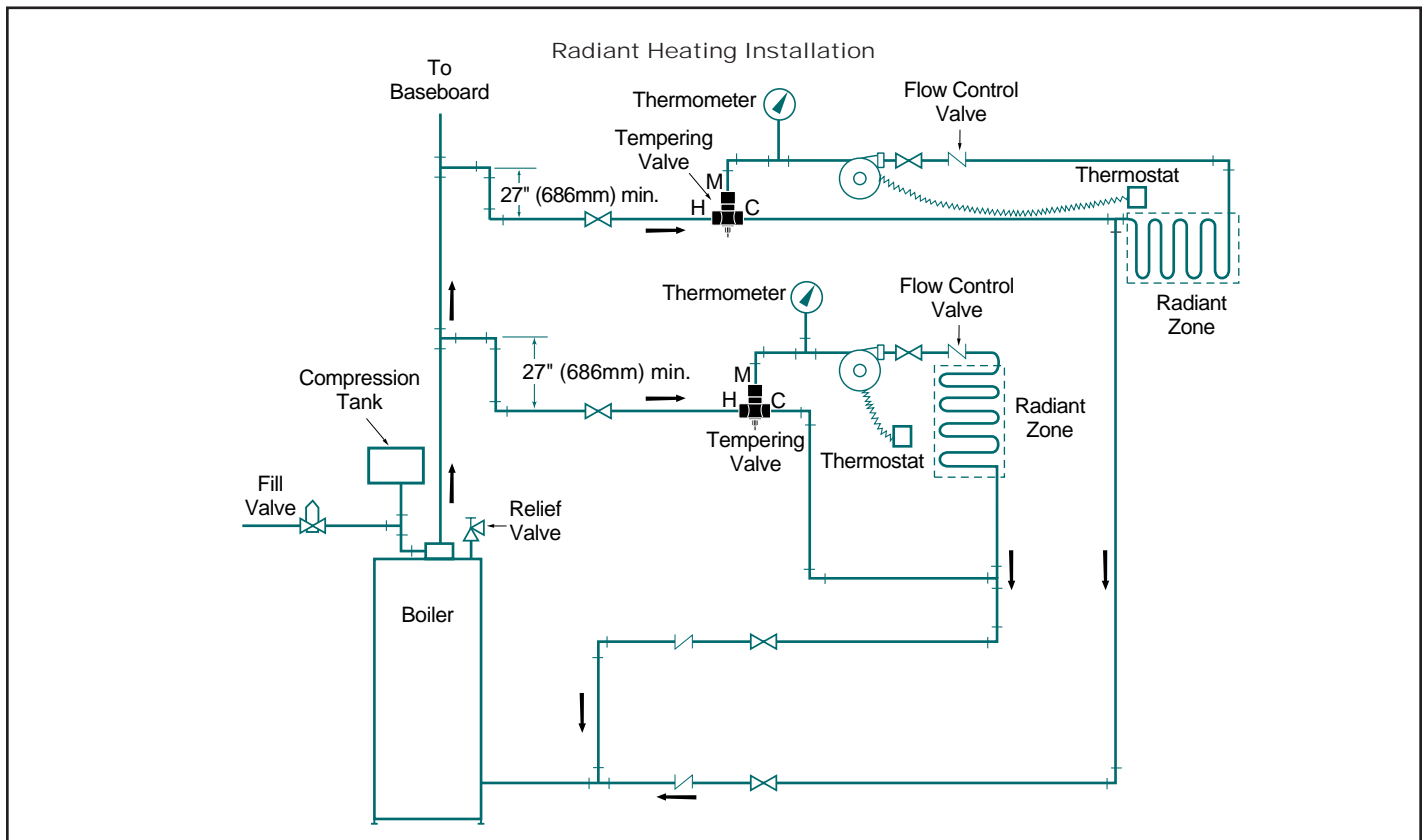 Radiant Heating Installation
To
Baseboard
Thermometer
Flow Control
Valve
Tempering
Valve
Thermostat
M
27" (686mm) min.
H
C
Radiant
Zone
Thermometer
Flow Control
Valve
27" (686mm) min.
M
H
C
Compression
Tank
Radiant
Zone
Tempering
Valve
Thermostat
Fill
Valve
Relief
Valve
Boiler